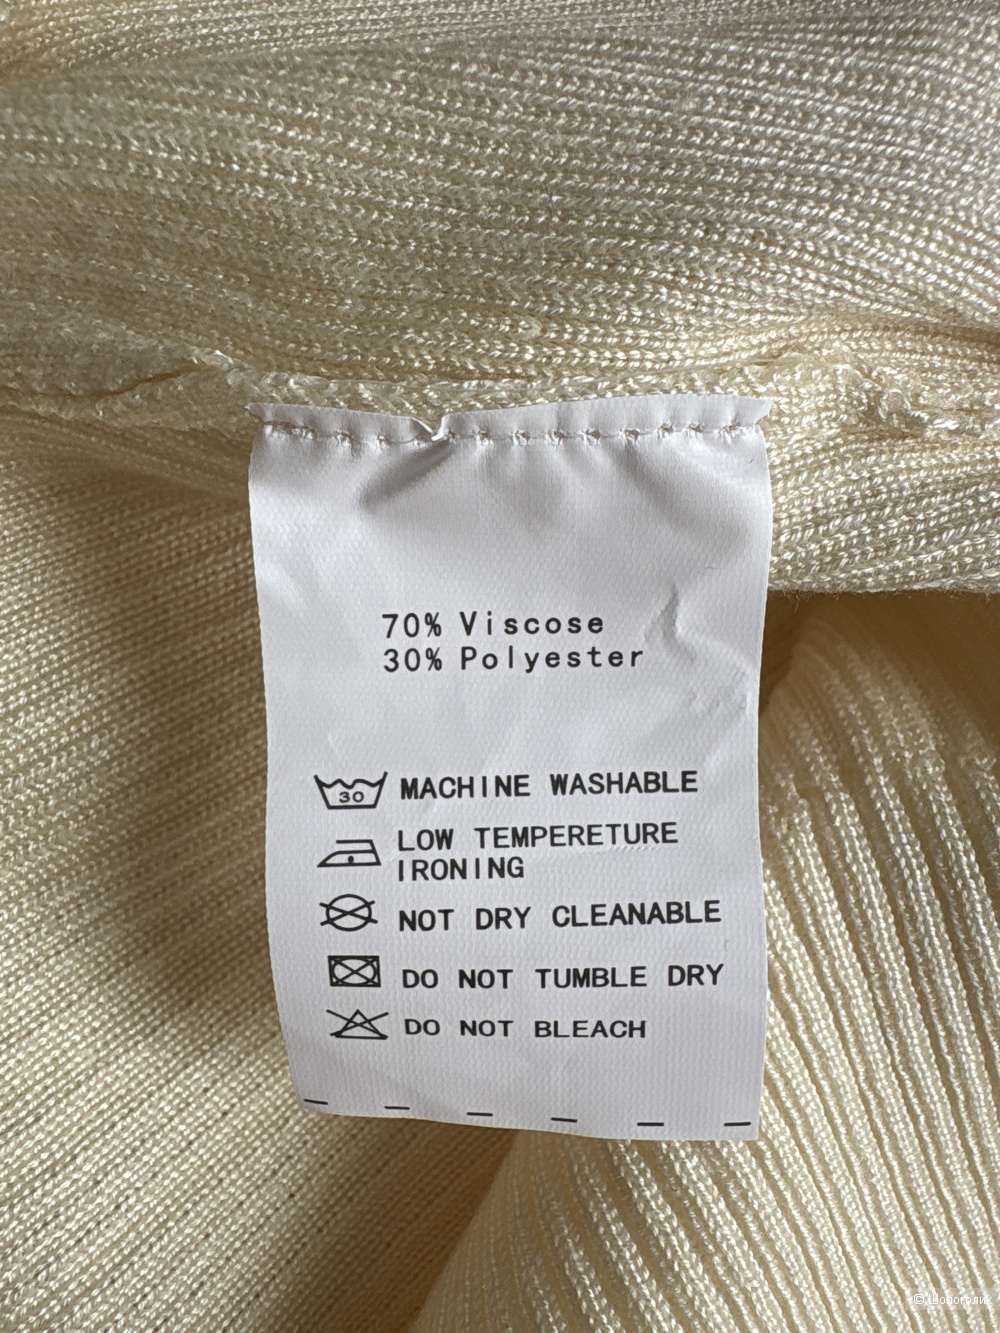 70% Viscose
30% Polyester
30 MACHINE WASHABLE
LOW TEMPERETURE
IRONING
NOT DRY CLEANABLE
DO NOT TUMBLE DRY
DO NOT BLEACH
© Шопоголик